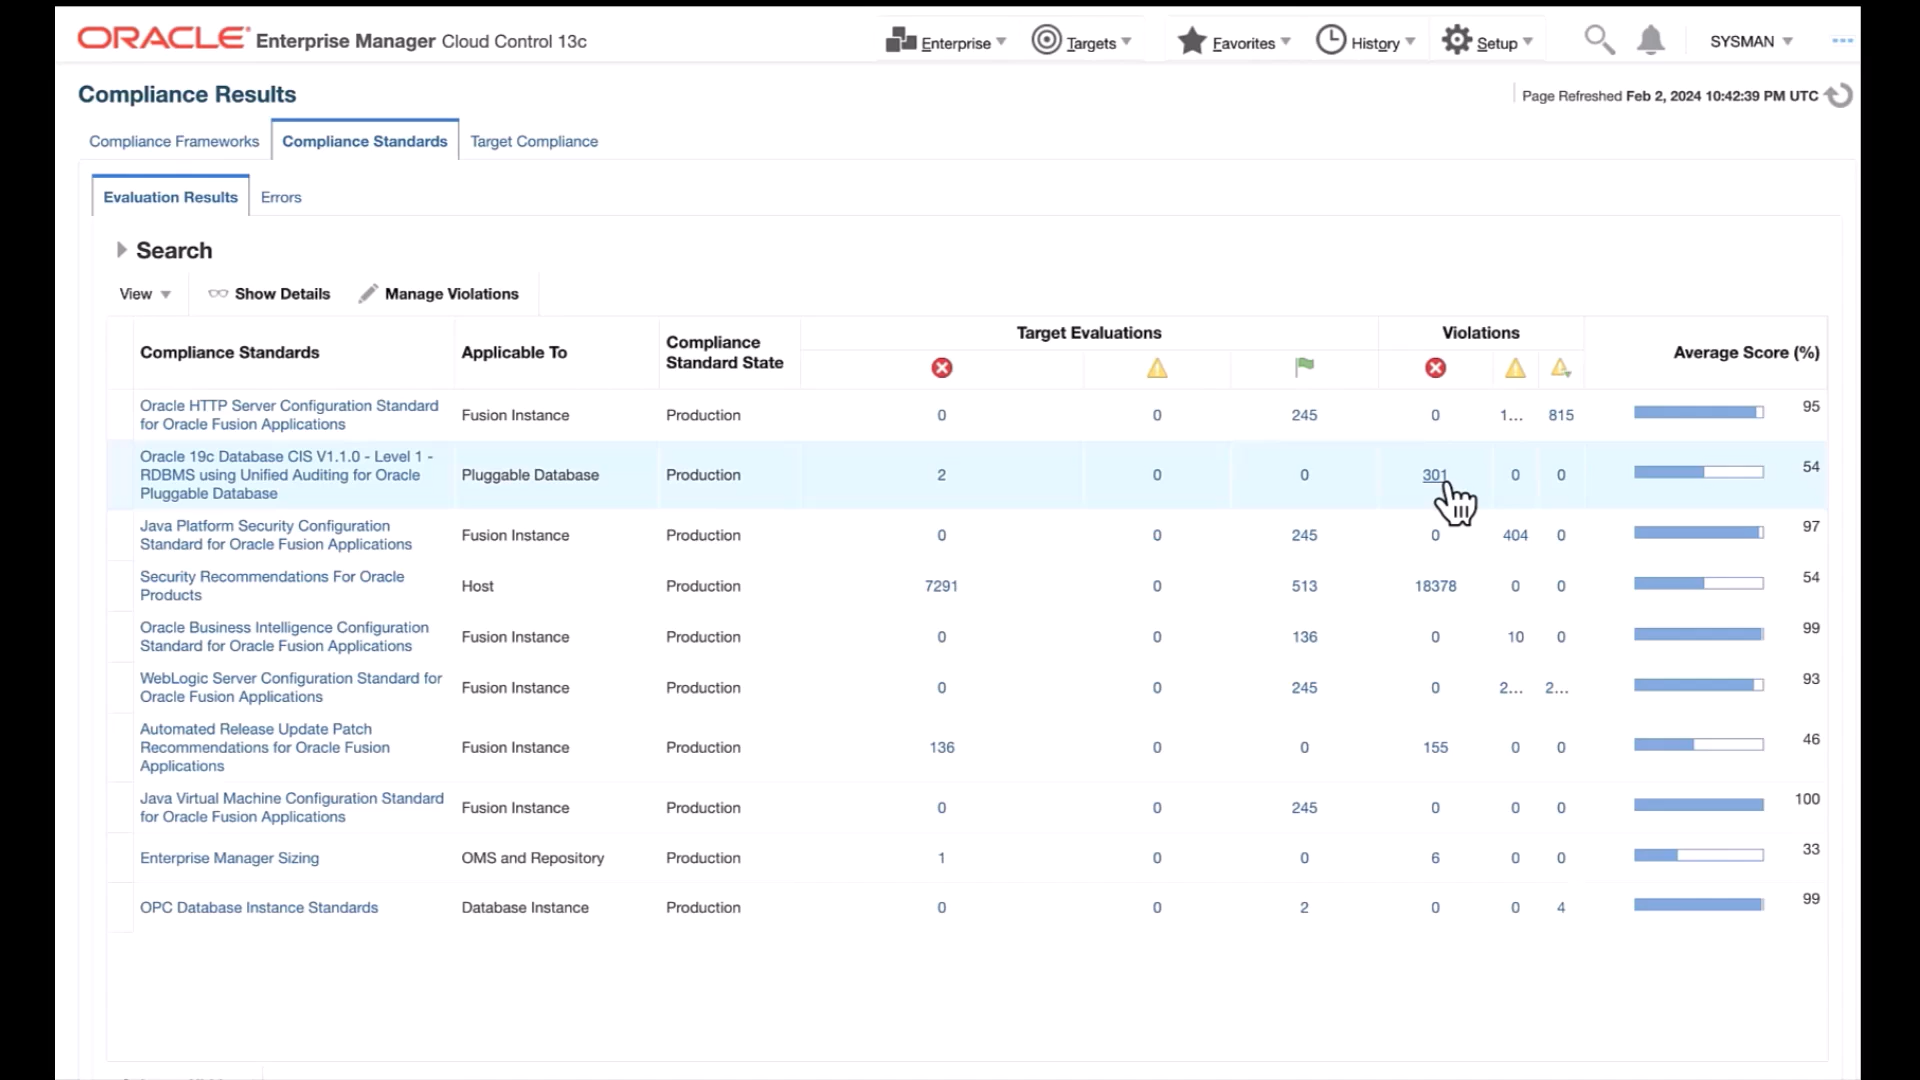 ORACLE Enterprise Manager Cloud Control 13c
Enterprise
Targets
Favorites
History
Setup
SYSMAN
Compliance Results
Page Refreshed Feb 2, 2024 10:42:39 PM UTC
Compliance Frameworks
Compliance Standards
Target Compliance
Evaluation Results
Errors
Search
View
Show Details
Manage Violations
Compliance Standards
Applicable To
Compliance
Standard State
Target Evaluations
Violations
Average Score (%)
Oracle HTTP Server Configuration Standard
for Oracle Fusion Applications
Fusion Instance
Production
0
0
245
0
1...
815
95
Oracle 19c Database CIS V1.1.0 - Level 1 -
RDBMS using Unified Auditing for Oracle
Pluggable Database
Pluggable Database
Production
2
0
0
301
0
0
54
Java Platform Security Configuration
Standard for Oracle Fusion Applications
Fusion Instance
Production
0
0
245
0
404
0
97
Security Recommendations For Oracle
Products
Host
Production
7291
0
513
18378
0
0
54
Oracle Business Intelligence Configuration
Standard for Oracle Fusion Applications
Fusion Instance
Production
0
0
136
0
10
0
99
WebLogic Server Configuration Standard for
Oracle Fusion Applications
Fusion Instance
Production
0
0
245
0
2...
2...
93
Automated Release Update Patch
Recommendations for Oracle Fusion
Applications
Fusion Instance
Production
136
0
0
155
0
0
46
Java Virtual Machine Configuration Standard
for Oracle Fusion Applications
Fusion Instance
Production
0
0
245
0
0
0
100
Enterprise Manager Sizing
OMS and Repository
Production
1
0
0
6
0
0
33
OPC Database Instance Standards
Database Instance
Production
0
0
2
0
0
4
99